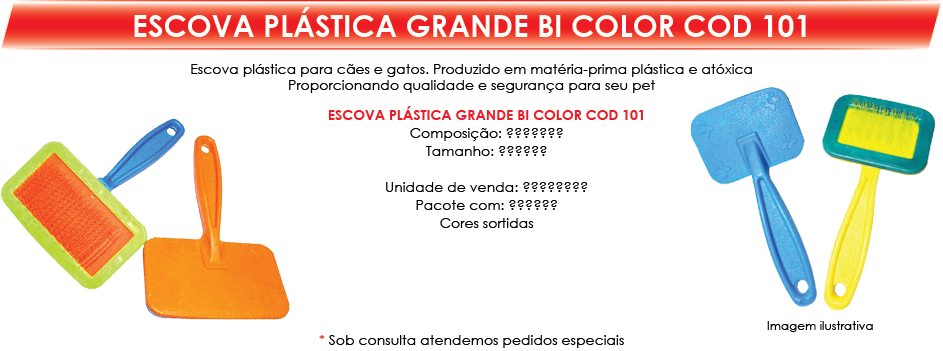 ESCOVA PLÁSTICA GRANDE BI COLOR COD 101
Escova plástica para cães e gatos. Produzido em matéria-prima plástica e atóxica
Proporcionando qualidade e segurança para seu pet
ESCOVA PLÁSTICA GRANDE BI COLOR COD 101
Composição: ???????
Tamanho: ??????
Unidade de venda: ????????
Pacote com: ??????
Cores sortidas
Imagem ilustrativa
* Sob consulta atendemos pedidos especiais